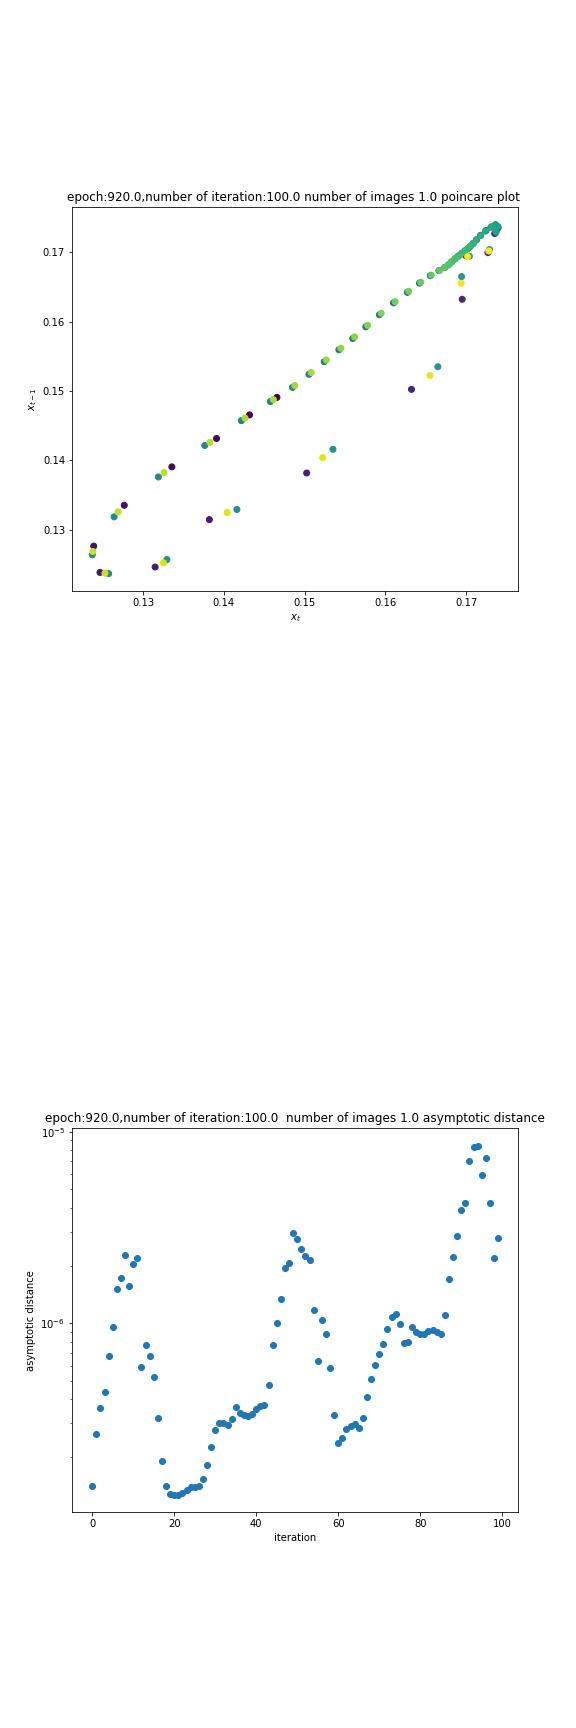 epoch:920.0,number of iteration:100.0 number of images 1.0 poincare plot
0.17
0.16
0.15
0.14
0.13
x_{t-1}
0.13 0.14 0.15 0.16 0.17
x_t
epoch:920.0,number of iteration:100.0  number of images 1.0 asymptotic distance
10^{-5}
10^{-6}
asymptotic distance
0 20 40 60 80 100
iteration